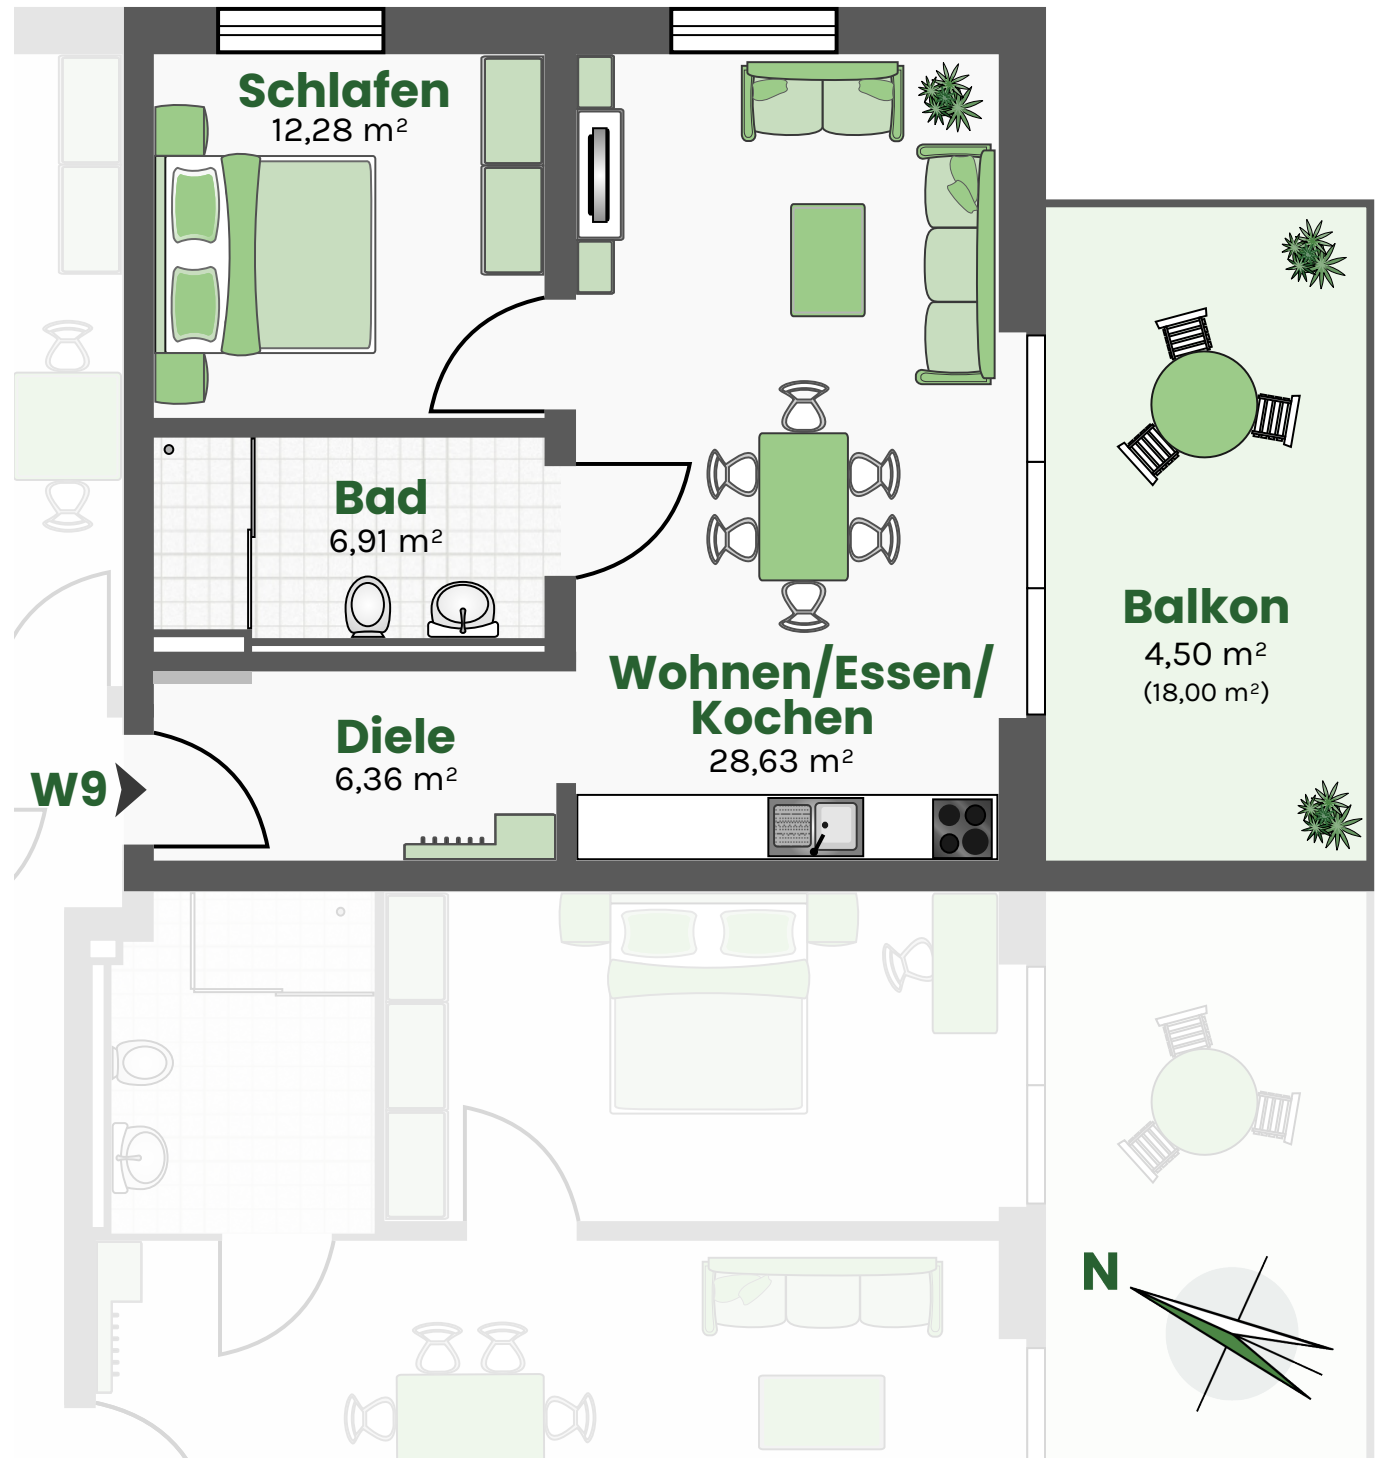 Schlafen
12,28 m²
Bad
6,91 m²
Wohnen/Essen/
Kochen
28,63 m²
Balkon
4,50 m²
(18,00 m²)
Diele
6,36 m²
W9
N